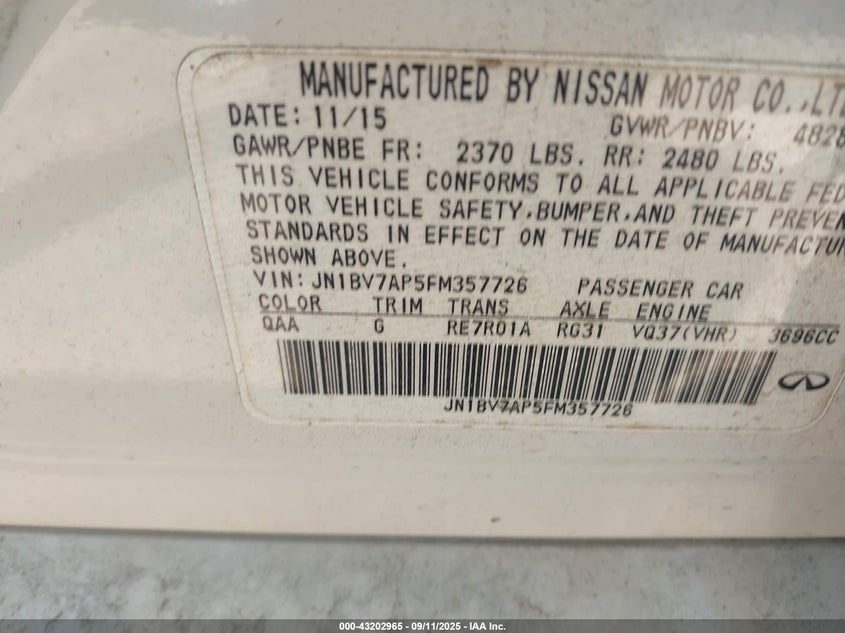 MANUFACTURED BY NISSAN MOTOR CO.,LT
DATE: 11/15 GVWR/PNBV: 4828
GAWR/PNBE FR: 2370 LBS. RR: 2480 LBS.
THIS VEHICLE CONFORMS TO ALL APPLICABLE FED
MOTOR VEHICLE SAFETY,BUMPER,AND THEFT PREVEN
STANDARDS IN EFFECT ON THE DATE OF MANUFACTUR
SHOWN ABOVE.
VIN: JN1BV7AP5FM357726 PASSENGER CAR
COLOR TRIM TRANS AXLE ENGINE
QAA G RE7R01A RG31 VQ37(VHR) 3696CC
JN1BV7AP5FM357726
000-43202965 - 09/11/2025 - IAA Inc.